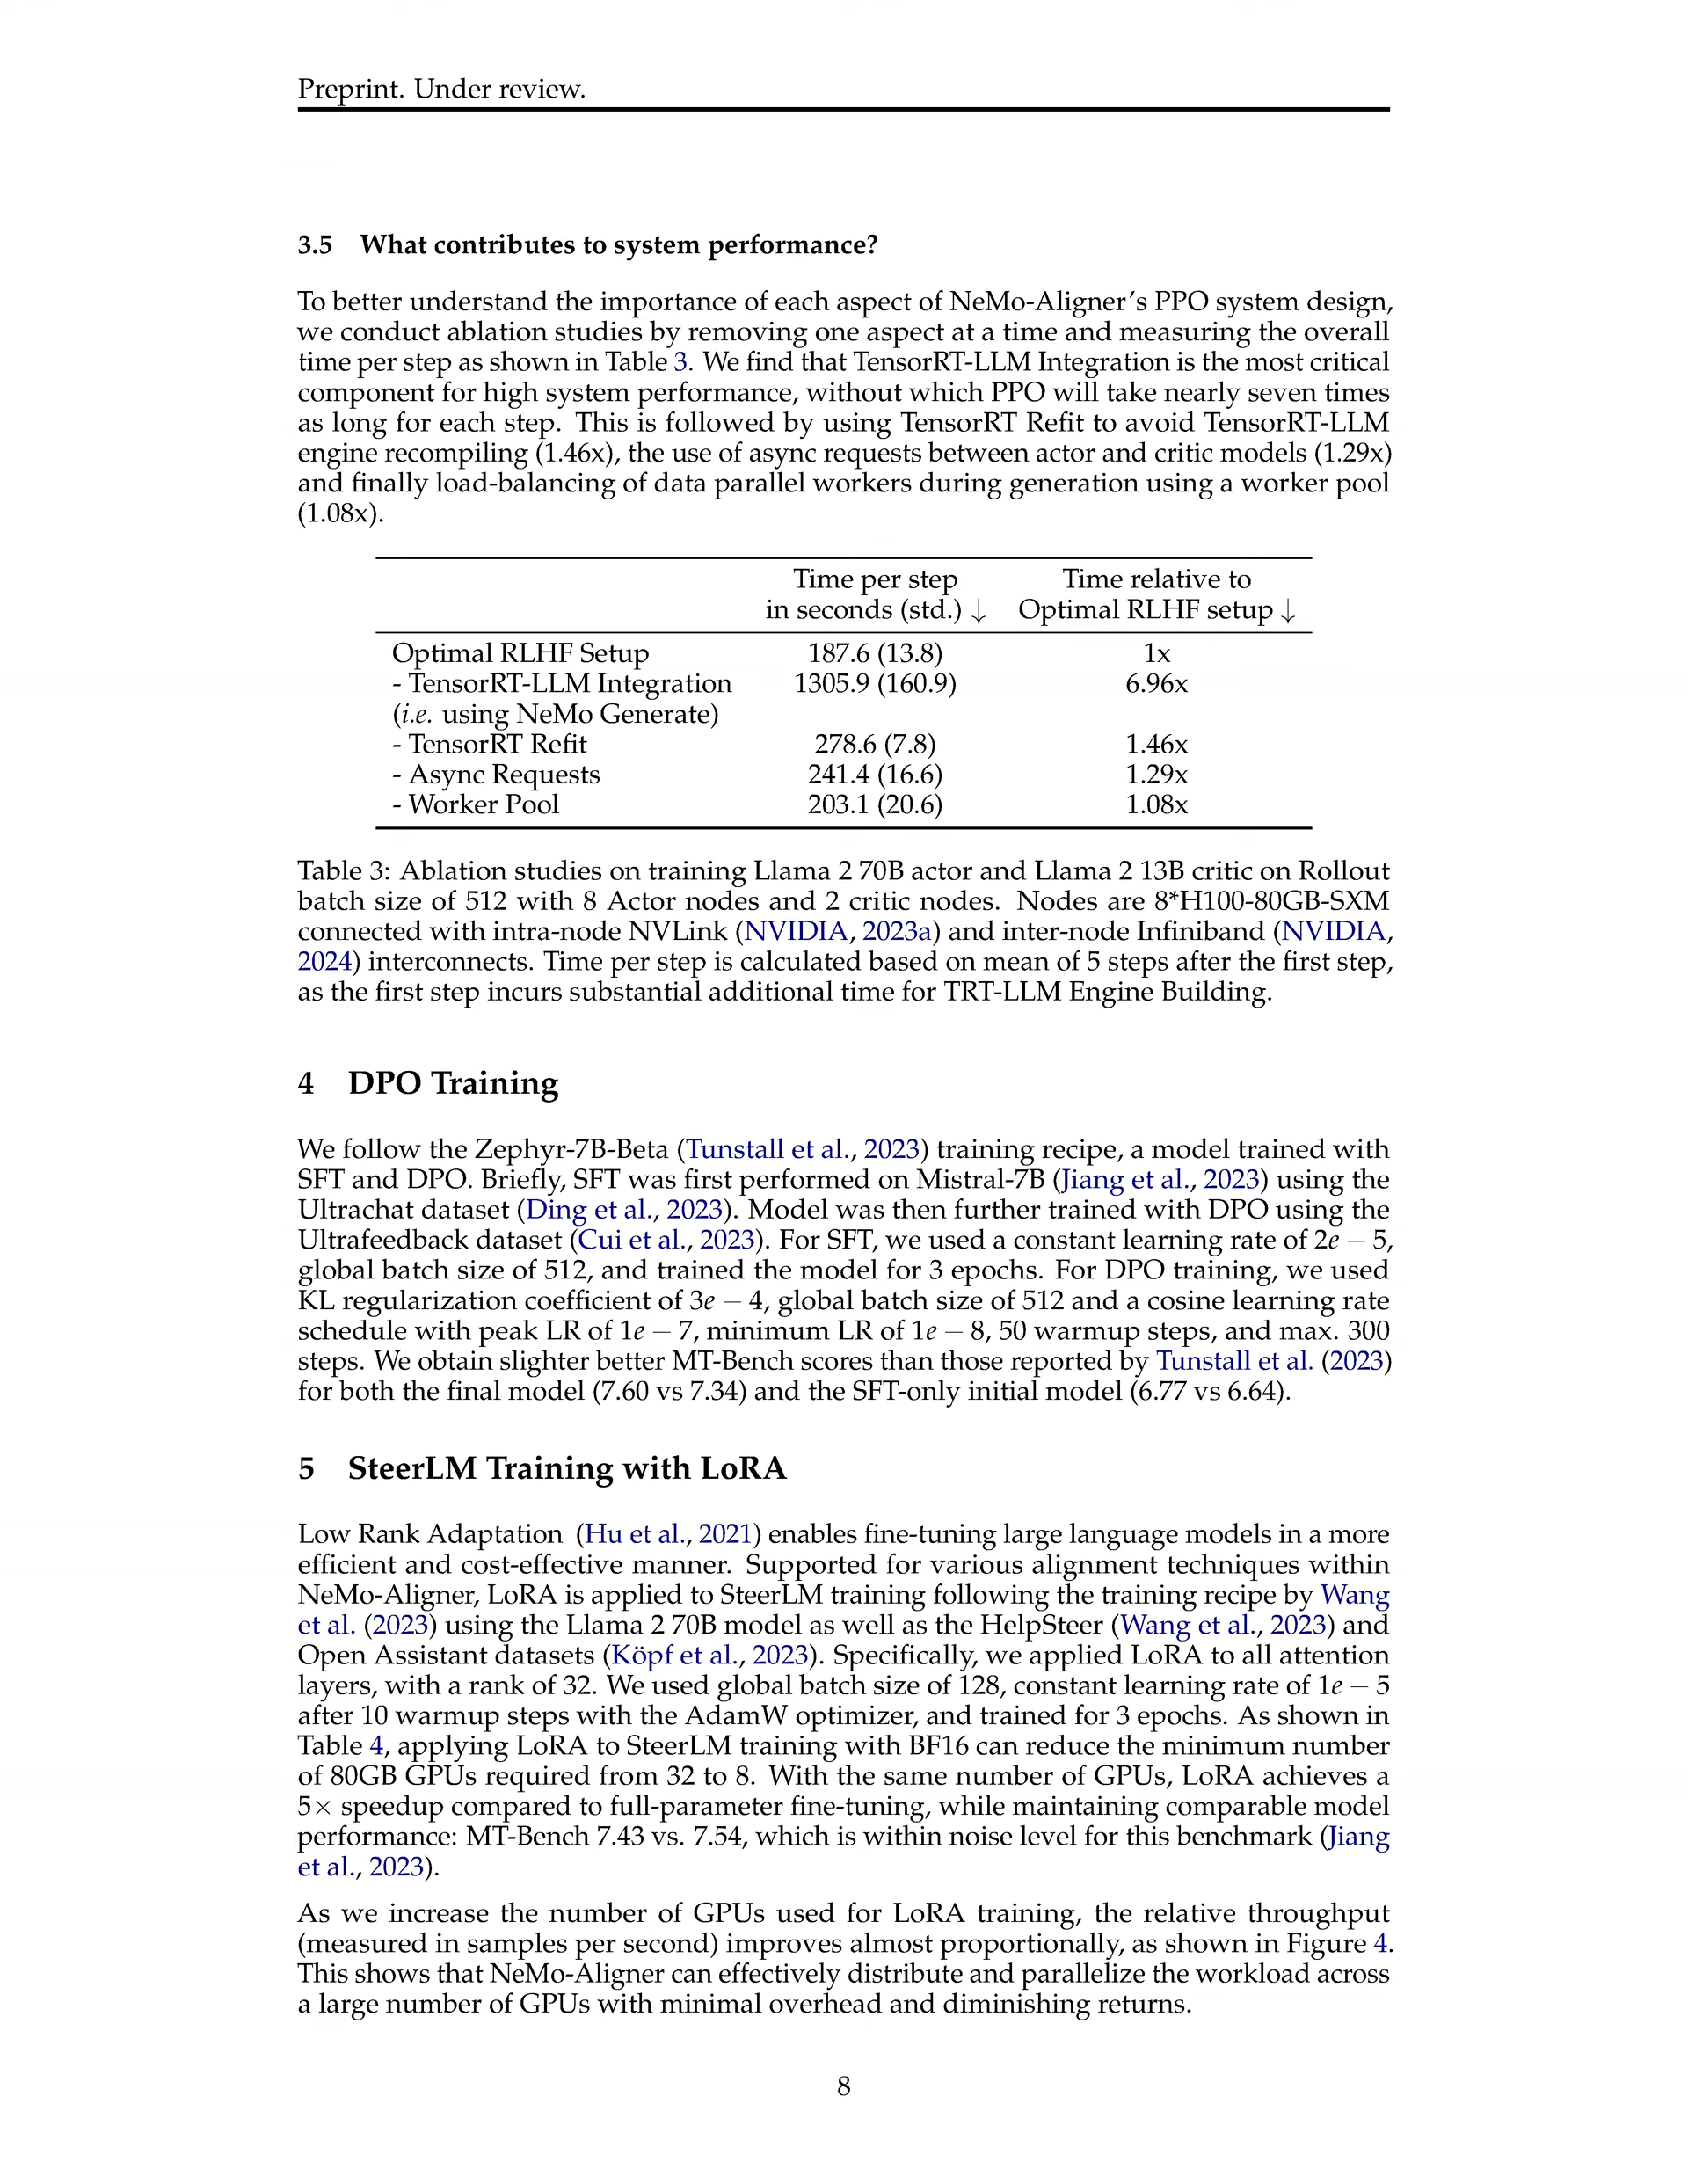 Preprint. Under review.
3.5 What contributes to system performance?
To better understand the importance of each aspect of NeMo-Aligner's PPO system design,
we conduct ablation studies by removing one aspect at a time and measuring the overall
time per step as shown in Table 3. We find that TensorRT-LLM Integration is the most critical
component for high system performance, without which PPO will take nearly seven times
as long for each step. This is followed by using TensorRT Refit to avoid TensorRT-LLM
engine recompiling (1.46x), the use of async requests between actor and critic models (1.29x)
and finally load-balancing of data parallel workers during generation using a worker pool
(1.08x).
Time per step Time relative to
in seconds (std.) ↓ Optimal RLHF setup ↓
Optimal RLHF Setup 187.6 (13.8) 1x
- TensorRT-LLM Integration 1305.9 (160.9) 6.96x
(i.e. using NeMo Generate)
- TensorRT Refit 278.6 (7.8) 1.46x
- Async Requests 241.4 (16.6) 1.29x
- Worker Pool 203.1 (20.6) 1.08x
Table 3: Ablation studies on training Llama 2 70B actor and Llama 2 13B critic on Rollout
batch size of 512 with 8 Actor nodes and 2 critic nodes. Nodes are 8*H100-80GB-SXM
connected with intra-node NVLink (NVIDIA, 2023a) and inter-node Infiniband (NVIDIA,
2024) interconnects. Time per step is calculated based on mean of 5 steps after the first step,
as the first step incurs substantial additional time for TRT-LLM Engine Building.
4 DPO Training
We follow the Zephyr-7B-Beta (Tunstall et al., 2023) training recipe, a model trained with
SFT and DPO. Briefly, SFT was first performed on Mistral-7B (Jiang et al., 2023) using the
Ultrachat dataset (Ding et al., 2023). Model was then further trained with DPO using the
Ultrafeedback dataset (Cui et al., 2023). For SFT, we used a constant learning rate of 2e − 5,
global batch size of 512, and trained the model for 3 epochs. For DPO training, we used
KL regularization coefficient of 3e − 4, global batch size of 512 and a cosine learning rate
schedule with peak LR of 1e − 7, minimum LR of 1e − 8, 50 warmup steps, and max. 300
steps. We obtain slighter better MT-Bench scores than those reported by Tunstall et al. (2023)
for both the final model (7.60 vs 7.34) and the SFT-only initial model (6.77 vs 6.64).
5 SteerLM Training with LoRA
Low Rank Adaptation (Hu et al., 2021) enables fine-tuning large language models in a more
efficient and cost-effective manner. Supported for various alignment techniques within
NeMo-Aligner, LoRA is applied to SteerLM training following the training recipe by Wang
et al. (2023) using the Llama 2 70B model as well as the HelpSteer (Wang et al., 2023) and
Open Assistant datasets (Köpf et al., 2023). Specifically, we applied LoRA to all attention
layers, with a rank of 32. We used global batch size of 128, constant learning rate of 1e − 5
after 10 warmup steps with the AdamW optimizer, and trained for 3 epochs. As shown in
Table 4, applying LoRA to SteerLM training with BF16 can reduce the minimum number
of 80GB GPUs required from 32 to 8. With the same number of GPUs, LoRA achieves a
5× speedup compared to full-parameter fine-tuning, while maintaining comparable model
performance: MT-Bench 7.43 vs. 7.54, which is within noise level for this benchmark (Jiang
et al., 2023).
As we increase the number of GPUs used for LoRA training, the relative throughput
(measured in samples per second) improves almost proportionally, as shown in Figure 4.
This shows that NeMo-Aligner can effectively distribute and parallelize the workload across
a large number of GPUs with minimal overhead and diminishing returns.
8